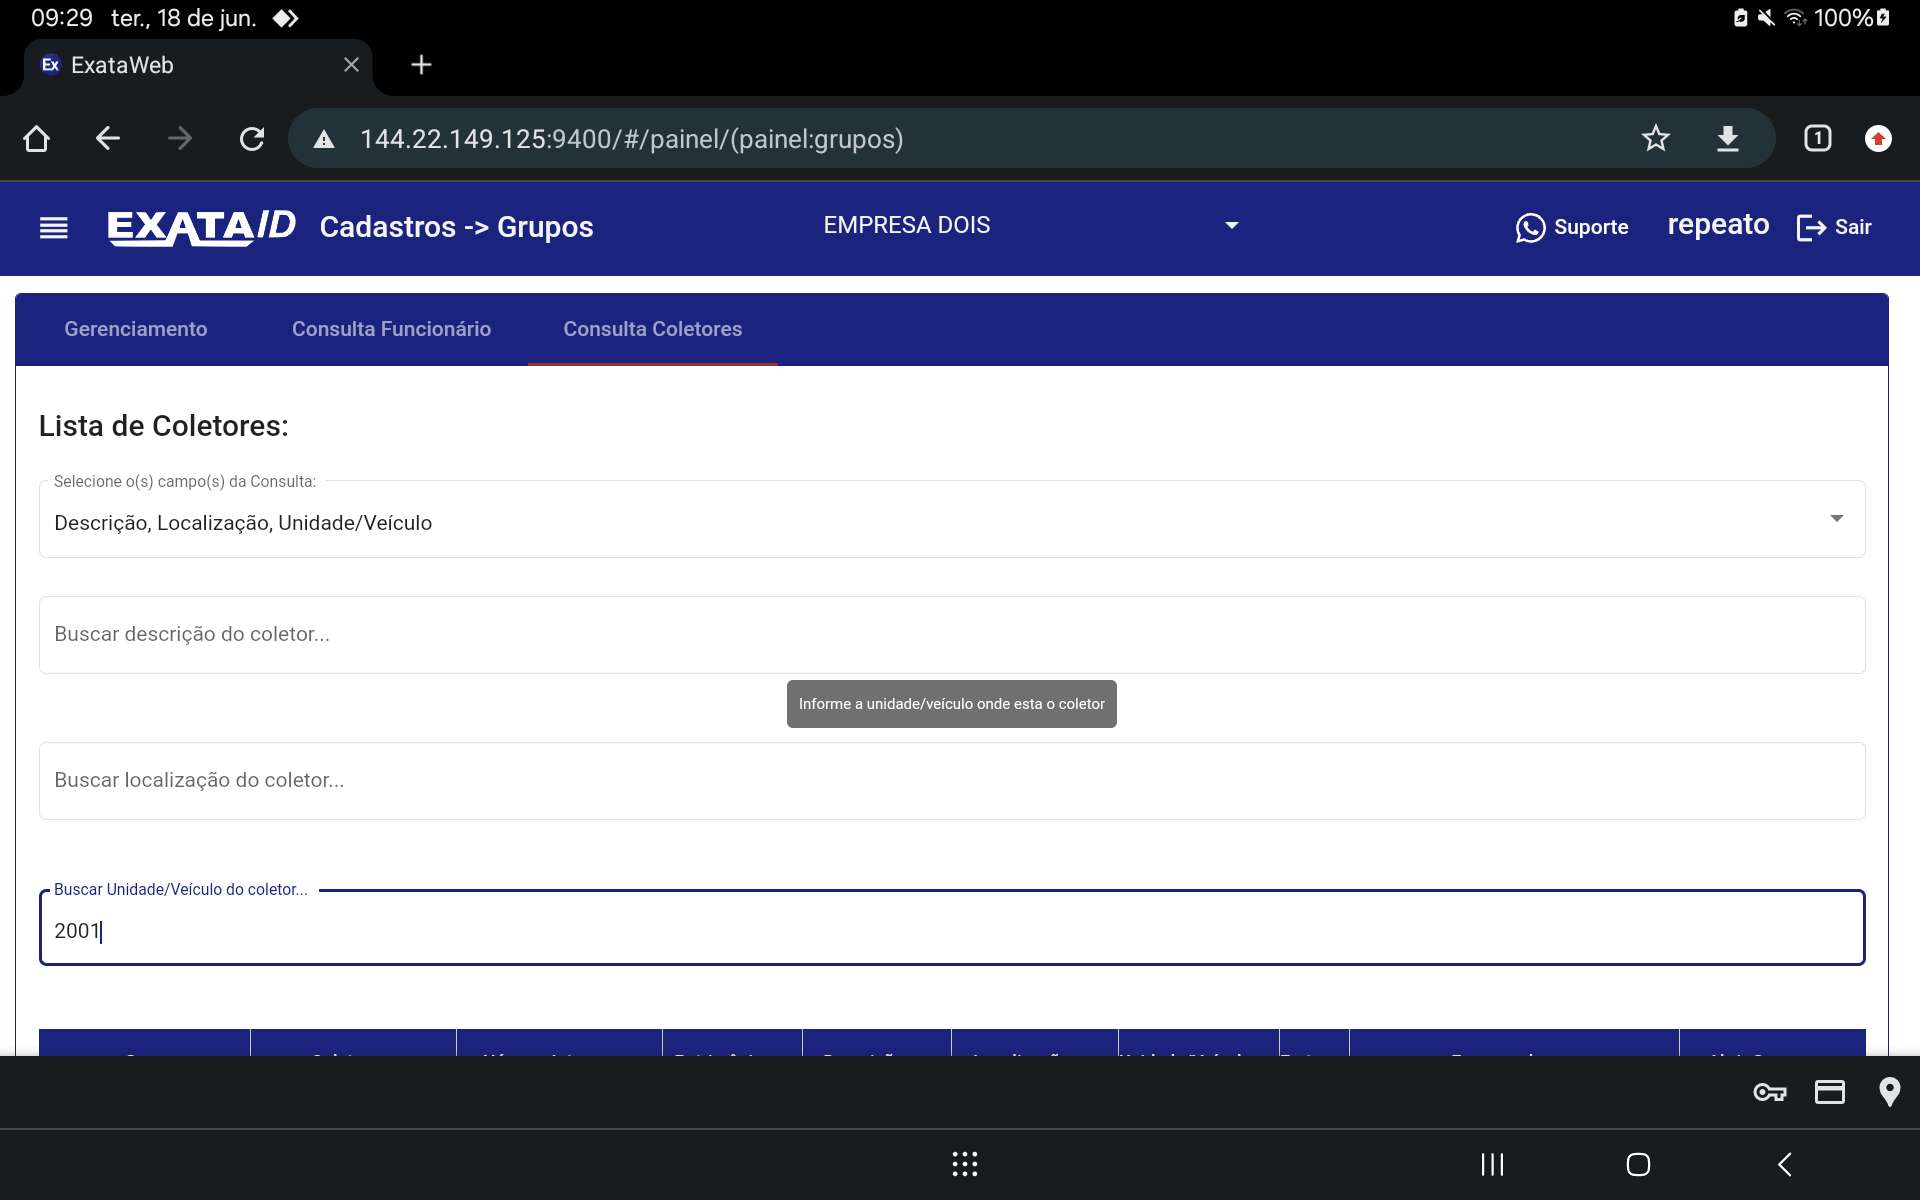 09:29 ter., 18 de jun.
100%
Ex ExataWeb
144.22.149.125:9400/#/painel/(painel:grupos)
1
EXATA/ID Cadastros -> Grupos EMPRESA DOIS Suporte repeato Sair
Gerenciamento Consulta Funcionário Consulta Coletores
Lista de Coletores:
Selecione o(s) campo(s) da Consulta:
Descrição, Localização, Unidade/Veículo
Buscar descrição do coletor...
Informe a unidade/veículo onde esta o coletor
Buscar localização do coletor...
Buscar Unidade/Veículo do coletor...
2001